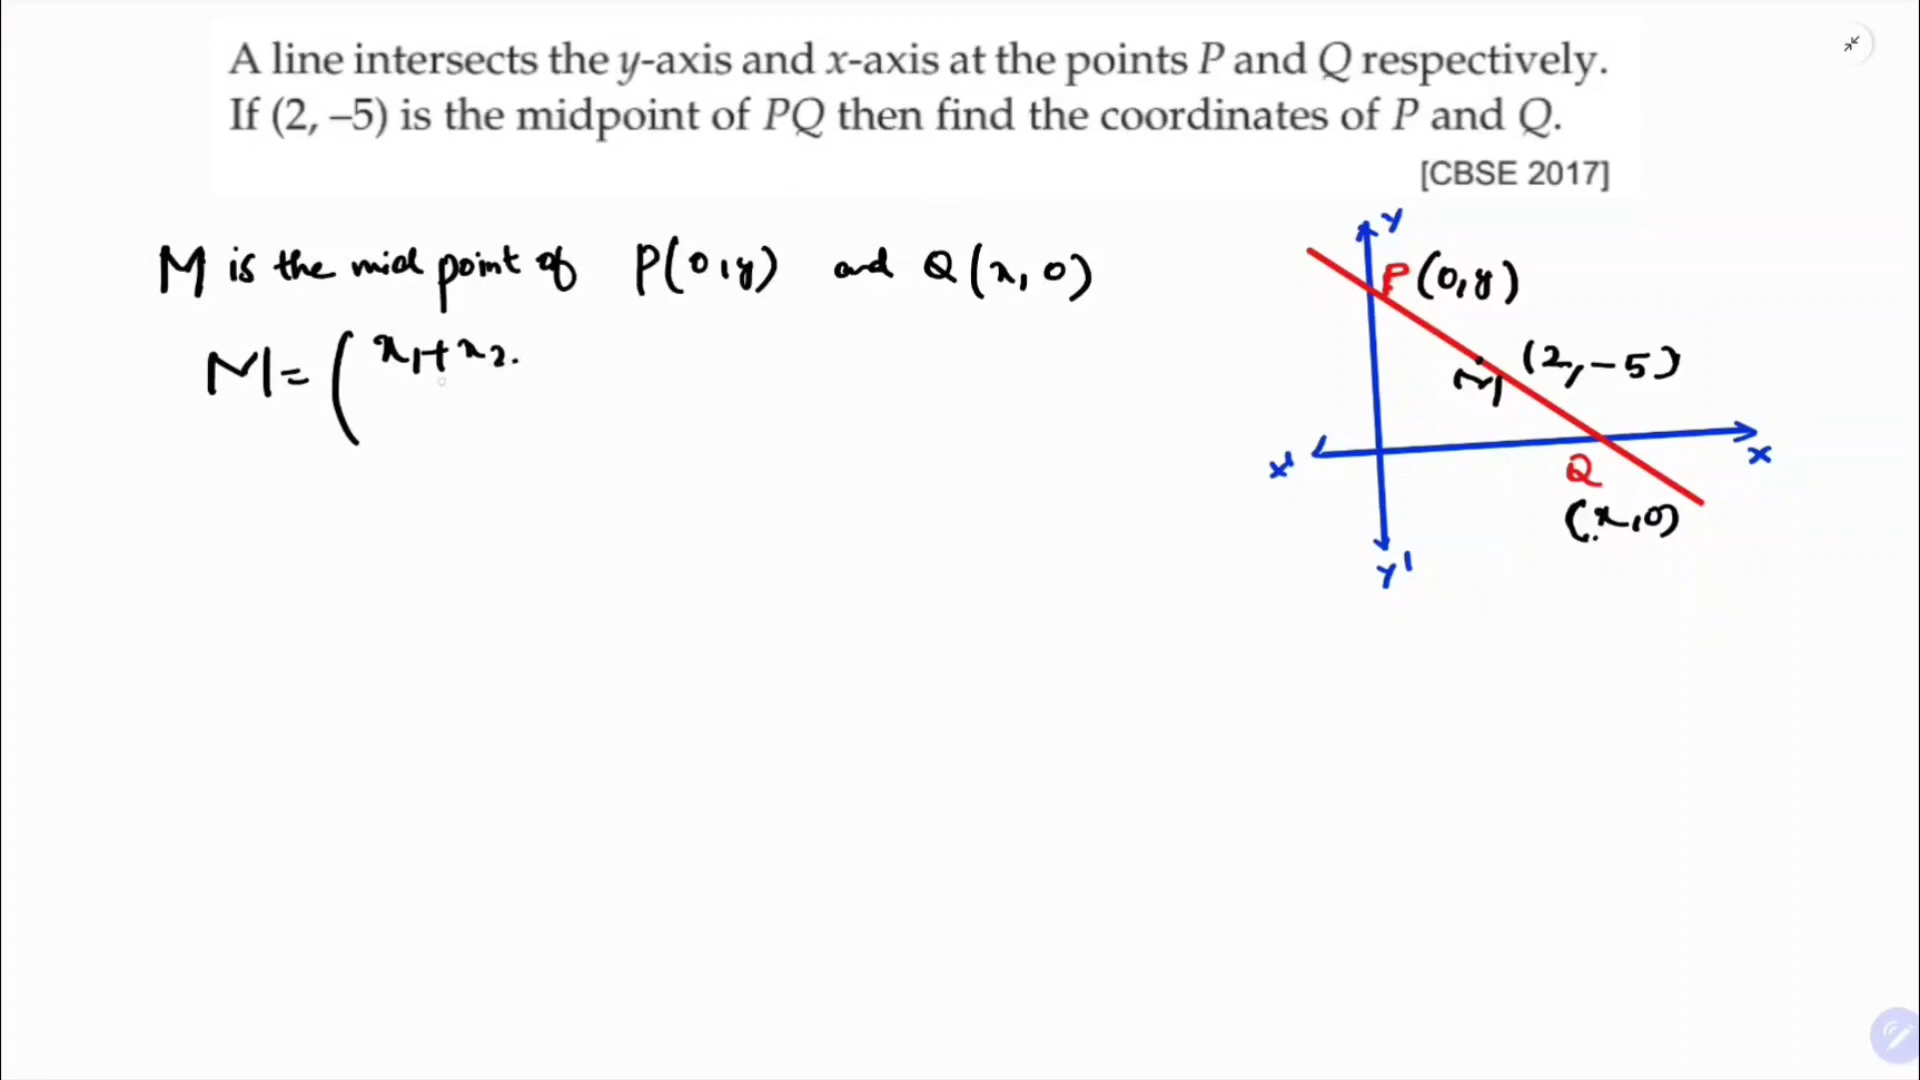 A line intersects the y-axis and x-axis at the points P and Q respectively.
If (2, –5) is the midpoint of PQ then find the coordinates of P and Q.
[CBSE 2017]
M is the mid point of P(0,y) and Q(x, 0)
M = ( x1 + x2.
Y
P (0,y)
(2, -5)
M
X'
X
Q
(x,0)
Y'